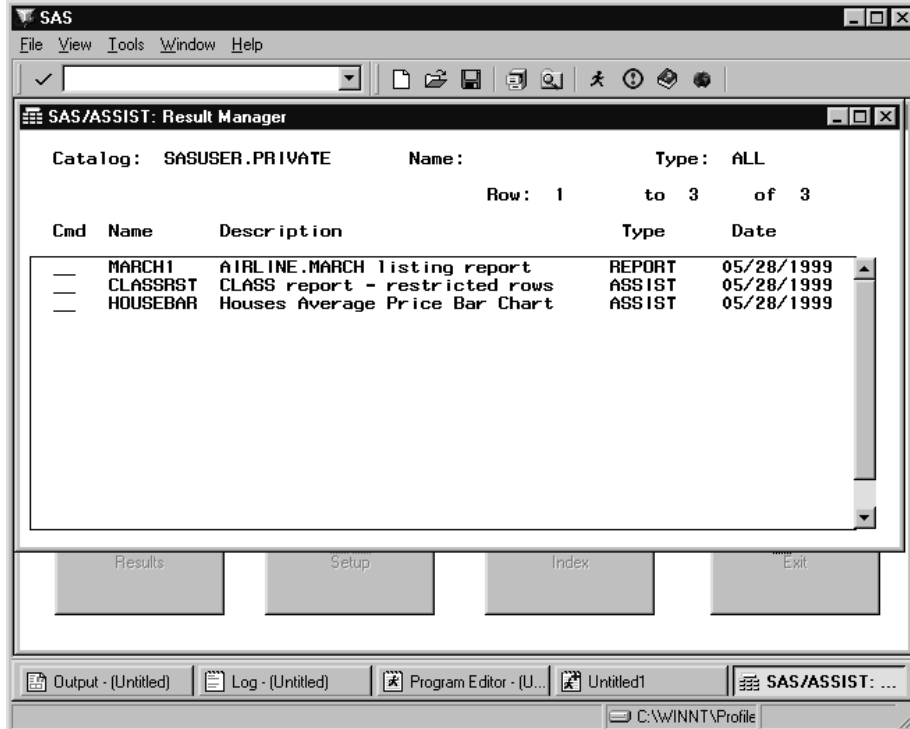 SAS
File View Tools Window Help
SAS/ASSIST: Result Manager
Catalog: SASUSER.PRIVATE Name: Type: ALL
Row: 1 to 3 of 3
Cmd Name Description Type Date
MARCH1 AIRLINE.MARCH listing report REPORT 05/28/1999
CLASSRST CLASS report - restricted rows ASSIST 05/28/1999
HOUSEBAR Houses Average Price Bar Chart ASSIST 05/28/1999
Results Setup Index Exit
Output - (Untitled) Log - (Untitled) Program Editor - (U... Untitled1 SAS/ASSIST: ...
C:\WINNT\Profile